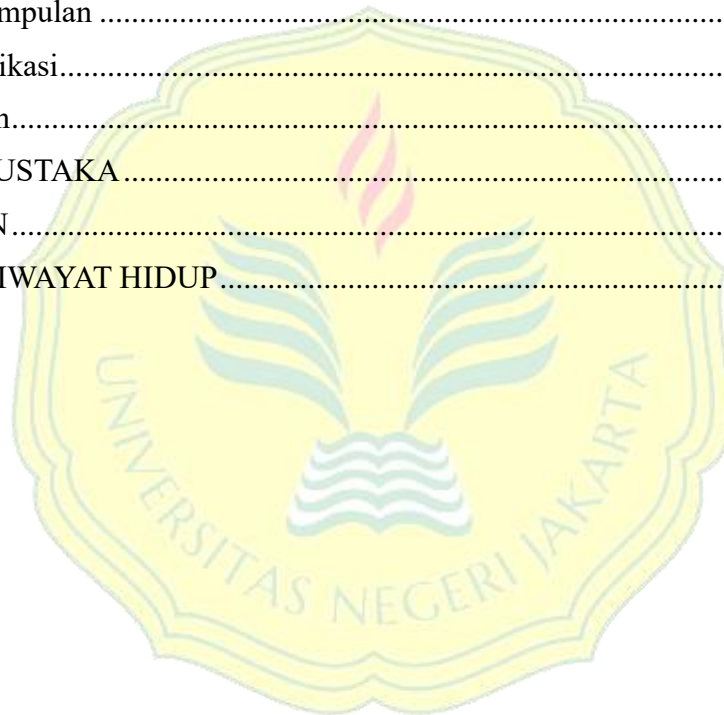 mpulan ........................................................................................
ikasi.............................................................................................
n...................................................................................................
USTAKA...................................................................................
N...................................................................................................
IWAYAT HIDUP.....................................................................
UNIVERSITAS NEGERI JAKARTA